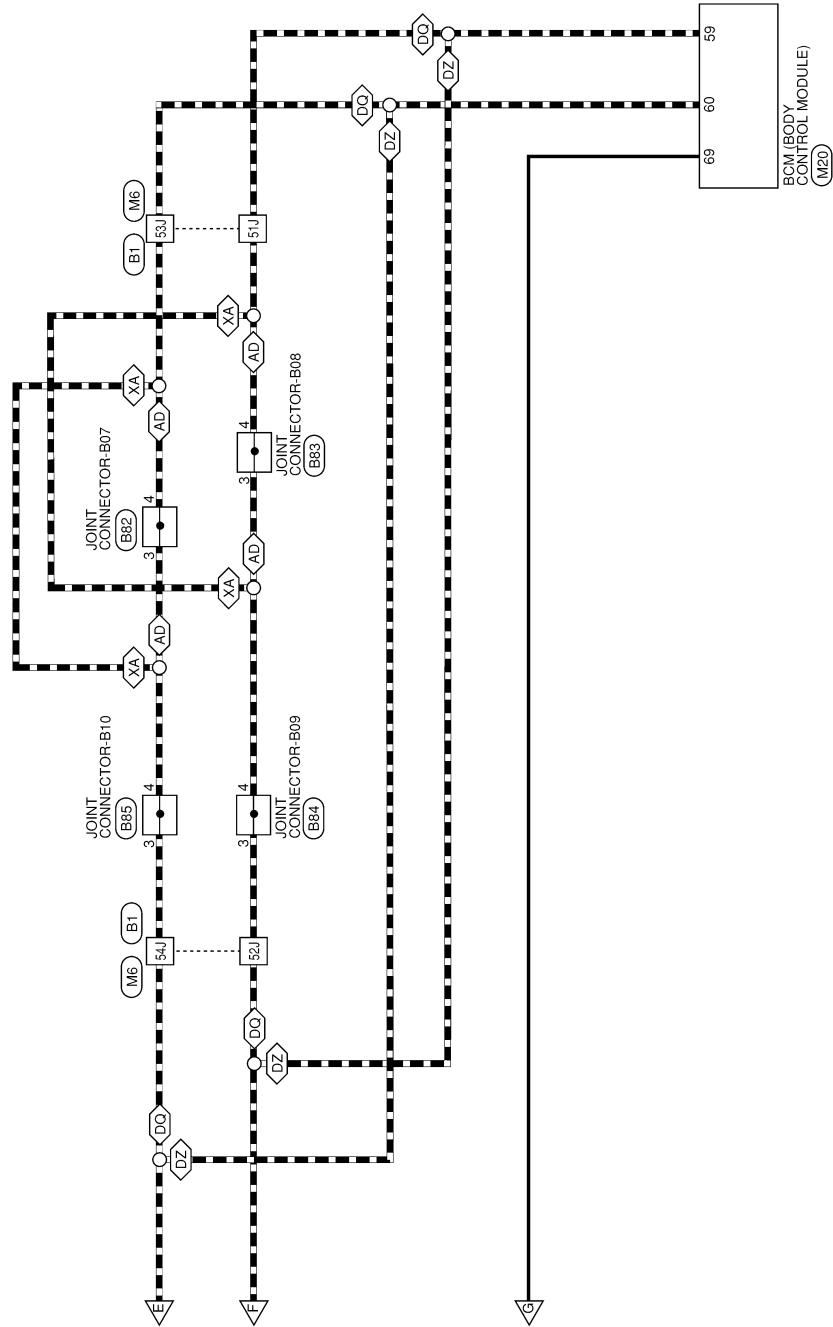 DQ
59
DZ
DQ
60
DZ
69
BCM (BODY
CONTROL MODULE)
M20
M6
53J
51J
B1
XA
AD
XA
AD
4
JOINT
CONNECTOR-B08
B83
3
JOINT
CONNECTOR-B07
B82
4
3
AD
XA
AD
XA
JOINT
CONNECTOR-B10
B85
4
3
JOINT
CONNECTOR-B09
B84
4
3
B1
54J
52J
M6
DQ
DZ
DQ
DZ
E
F
G